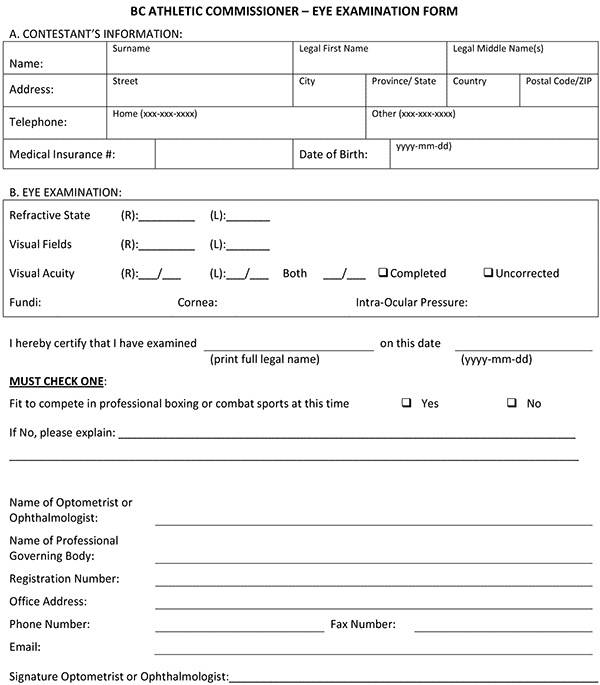 BC ATHLETIC COMMISSIONER – EYE EXAMINATION FORM
A. CONTESTANT'S INFORMATION:
Name: Surname Legal First Name Legal Middle Name(s)
Address: Street City Province/ State Country Postal Code/ZIP
Telephone: Home (xxx-xxx-xxxx) Other (xxx-xxx-xxxx)
Medical Insurance #: Date of Birth: yyyy-mm-dd)
B. EYE EXAMINATION:
Refractive State (R):_________ (L):_______
Visual Fields (R):_________ (L):_______
Visual Acuity (R):___/___ (L):___/___ Both ___/___ ❑Completed ❑Uncorrected
Fundi: Cornea: Intra-Ocular Pressure:
I hereby certify that I have examined ____________________ on this date ____________________
(print full legal name) (yyyy-mm-dd)
MUST CHECK ONE:
Fit to compete in professional boxing or combat sports at this time ❑ Yes ❑ No
If No, please explain: ____________________
____________________
Name of Optometrist or
Ophthalmologist: ____________________
Name of Professional
Governing Body: ____________________
Registration Number: ____________________
Office Address: ____________________
Phone Number: ____________________ Fax Number: ____________________
Email: ____________________
Signature Optometrist or Ophthalmologist:____________________